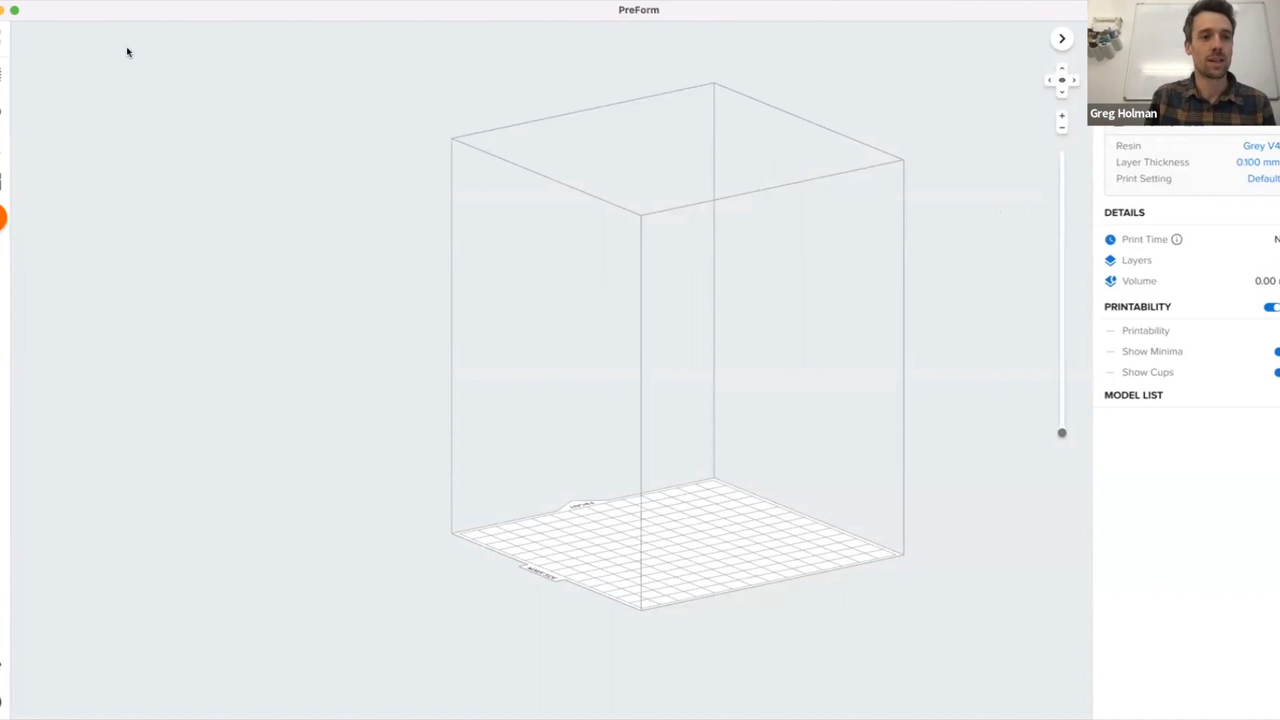 PreForm
Greg Holman
Resin Grey V4
Layer Thickness 0.100 mm
Print Setting Default
DETAILS
Print Time
Layers
Volume 0.00
PRINTABILITY
Printability
Show Minima
Show Cups
MODEL LIST